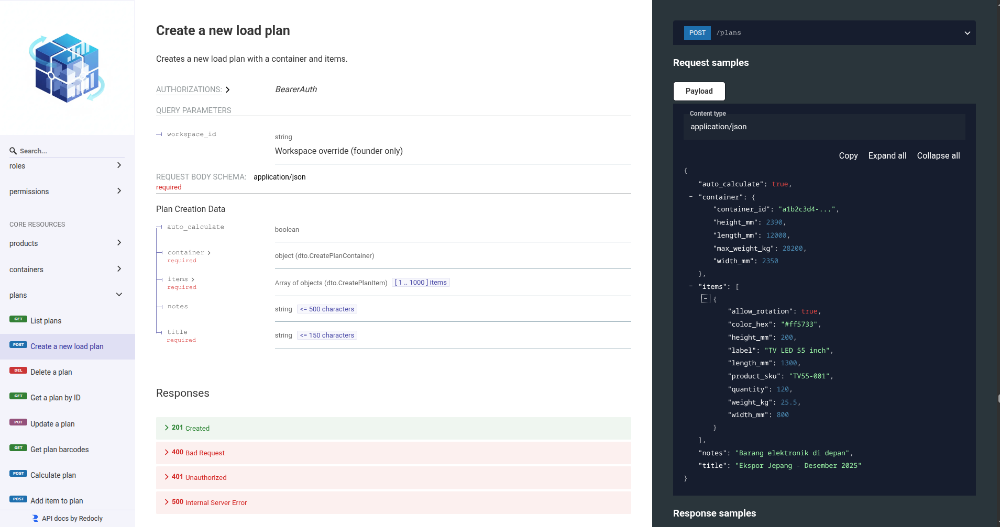 Search...
roles
permissions
CORE RESOURCES
products
containers
plans
GET List plans
POST Create a new load plan
DEL Delete a plan
GET Get a plan by ID
PUT Update a plan
GET Get plan barcodes
POST Calculate plan
POST Add item to plan
API docs by Redocly
Create a new load plan
Creates a new load plan with a container and items.
AUTHORIZATIONS: BearerAuth
QUERY PARAMETERS
workspace_id
string
Workspace override (founder only)
REQUEST BODY SCHEMA: application/json
required
Plan Creation Data
auto_calculate
boolean
container
required
object (dto.CreatePlanContainer)
items
required
Array of objects (dto.CreatePlanItem) [ 1 .. 1000 ] items
notes
string <= 500 characters
title
required
string <= 150 characters
Responses
201 Created
400 Bad Request
401 Unauthorized
500 Internal Server Error
POST /plans
Request samples
Payload
Content type
application/json
Copy Expand all Collapse all
{
"auto_calculate": true,
- "container": {
"container_id": "a1b2c3d4-...",
"height_mm": 2390,
"length_mm": 12000,
"max_weight_kg": 28200,
"width_mm": 2350
},
- "items": [
- {
"allow_rotation": true,
"color_hex": "#ff5733",
"height_mm": 200,
"label": "TV LED 55 inch",
"length_mm": 1300,
"product_sku": "TV55-001",
"quantity": 120,
"weight_kg": 25.5,
"width_mm": 800
}
],
"notes": "Barang elektronik di depan",
"title": "Ekspor Jepang - Desember 2025"
}
Response samples